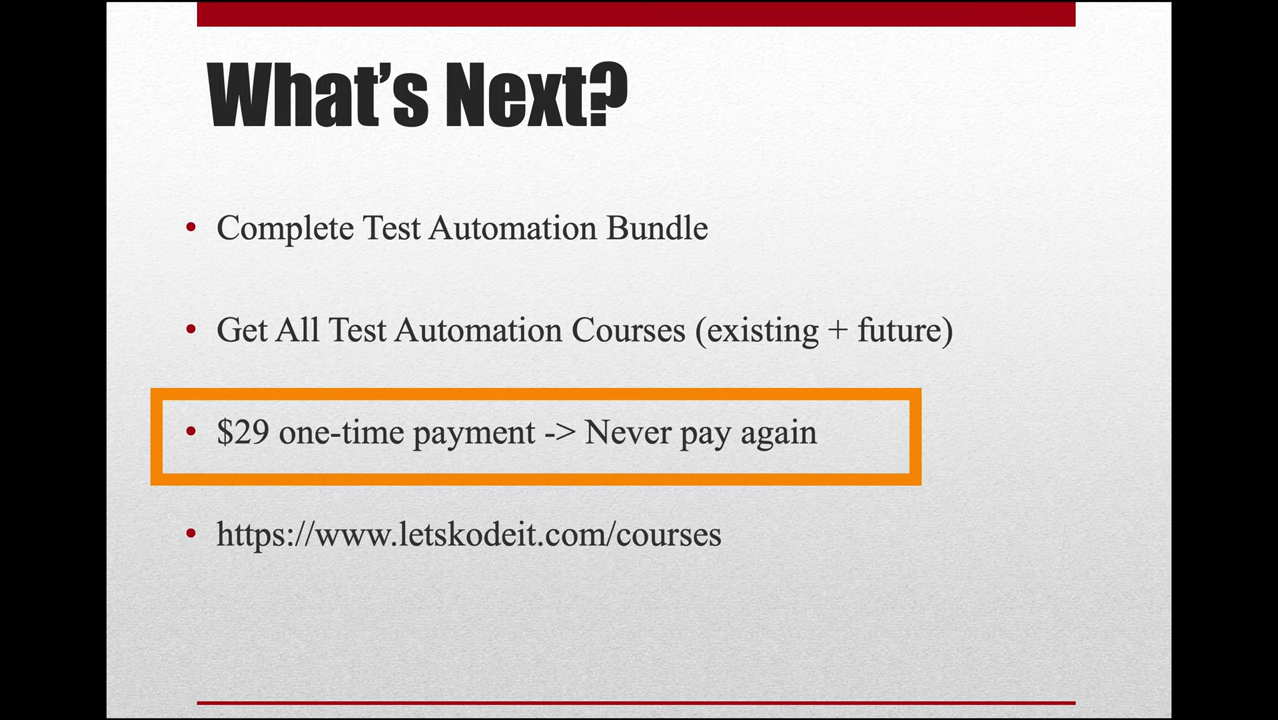 What's Next?
• Complete Test Automation Bundle
• Get All Test Automation Courses (existing + future)
• $29 one-time payment -> Never pay again
• https://www.letskodeit.com/courses